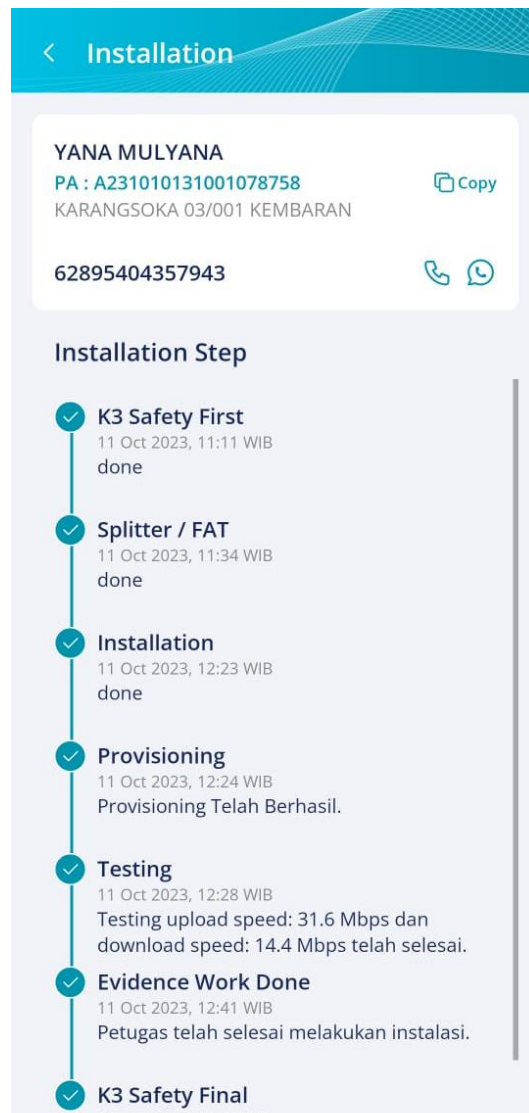 Installation
YANA MULYANA
PA : A231010131001078758
Copy
KARANGSOKA 03/001 KEMBARAN
62895404357943
Installation Step
K3 Safety First
11 Oct 2023, 11:11 WIB
done
Splitter / FAT
11 Oct 2023, 11:34 WIB
done
Installation
11 Oct 2023, 12:23 WIB
done
Provisioning
11 Oct 2023, 12:24 WIB
Provisioning Telah Berhasil.
Testing
11 Oct 2023, 12:28 WIB
Testing upload speed: 31.6 Mbps dan
download speed: 14.4 Mbps telah selesai.
Evidence Work Done
11 Oct 2023, 12:41 WIB
Petugas telah selesai melakukan instalasi.
K3 Safety Final